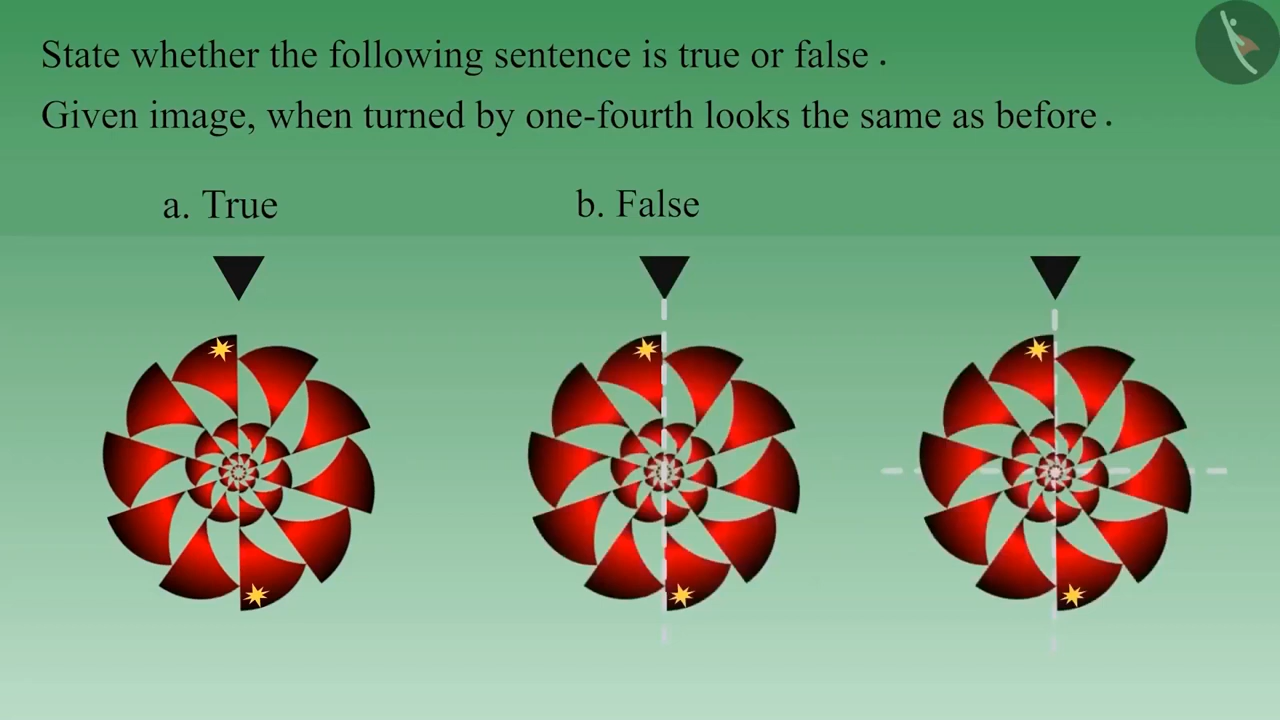 State whether the following sentence is true or false .
Given image, when turned by one-fourth looks the same as before .
a. True
b. False